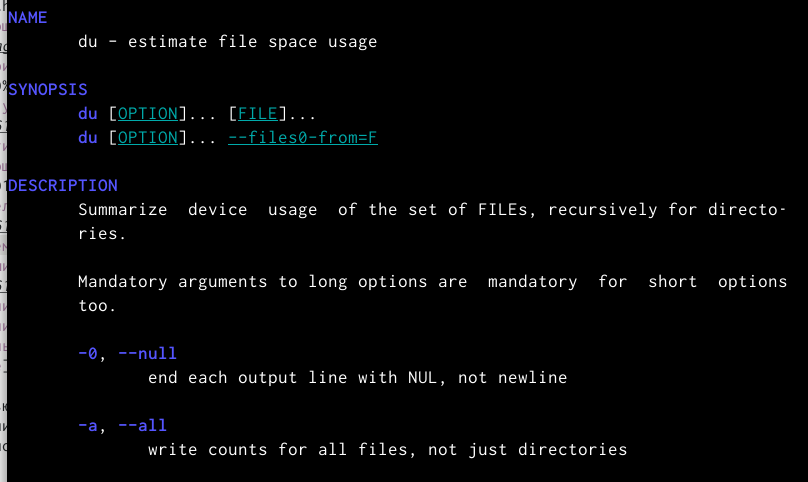 NAME
du - estimate file space usage
SYNOPSIS
du [OPTION]... [FILE]...
du [OPTION]... --files0-from=F
DESCRIPTION
Summarize device usage of the set of FILEs, recursively for directo-
ries.
Mandatory arguments to long options are mandatory for short options
too.
-0, --null
end each output line with NUL, not newline
-a, --all
write counts for all files, not just directories